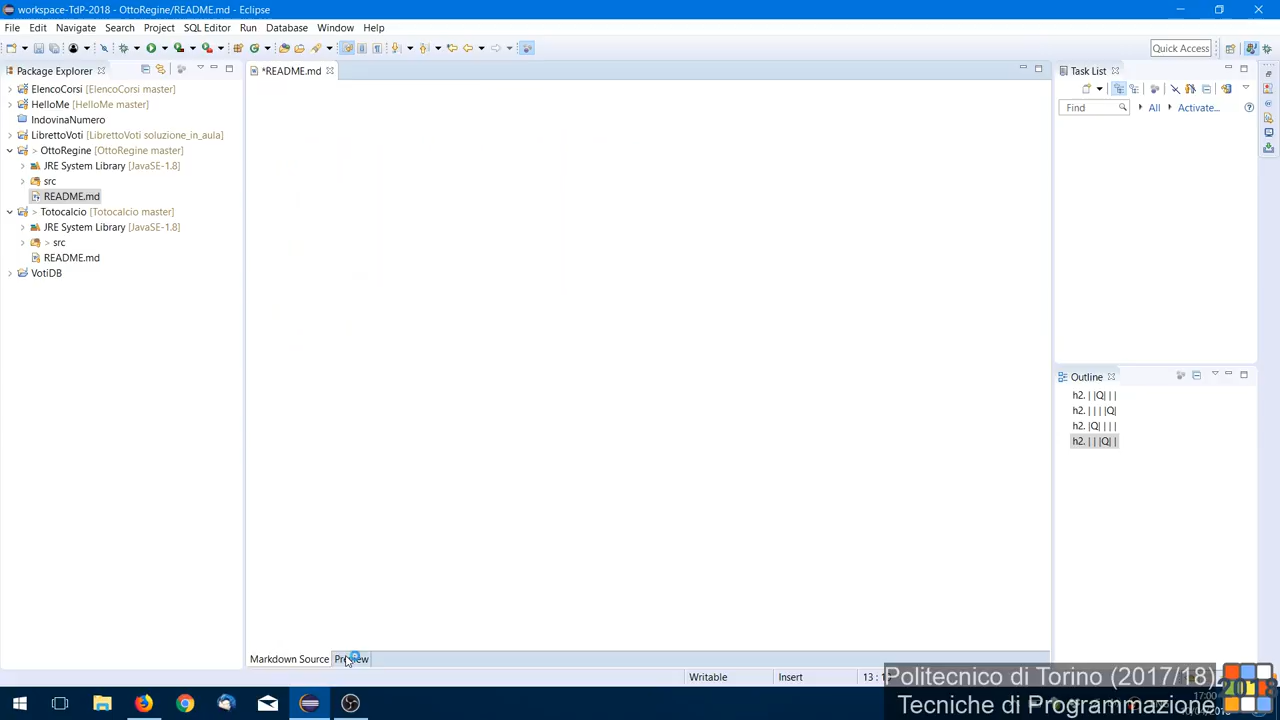 workspace-TdP-2018 - OttoRegine/README.md - Eclipse
File Edit Navigate Search Project SQL Editor Run Database Window Help
Quick Access
Package Explorer
*README.md
Task List
ElencoCorsi [ElencoCorsi master]
HelloMe [HelloMe master]
Find
All
Activate...
IndovinaNumero
LibrettoVoti [LibrettoVoti soluzione_in_aula]
> OttoRegine [OttoRegine master]
JRE System Library [JavaSE-1.8]
src
README.md
> Totocalcio [Totocalcio master]
JRE System Library [JavaSE-1.8]
> src
README.md
VotiDB
Outline
h2. | |Q| | |
h2. | | | |Q|
h2. |Q| | | |
h2. | | |Q| |
Markdown Source
Preview
Writable
Insert
Politecnico di Torino (2017/18)
Tecniche di Programmazione
2018